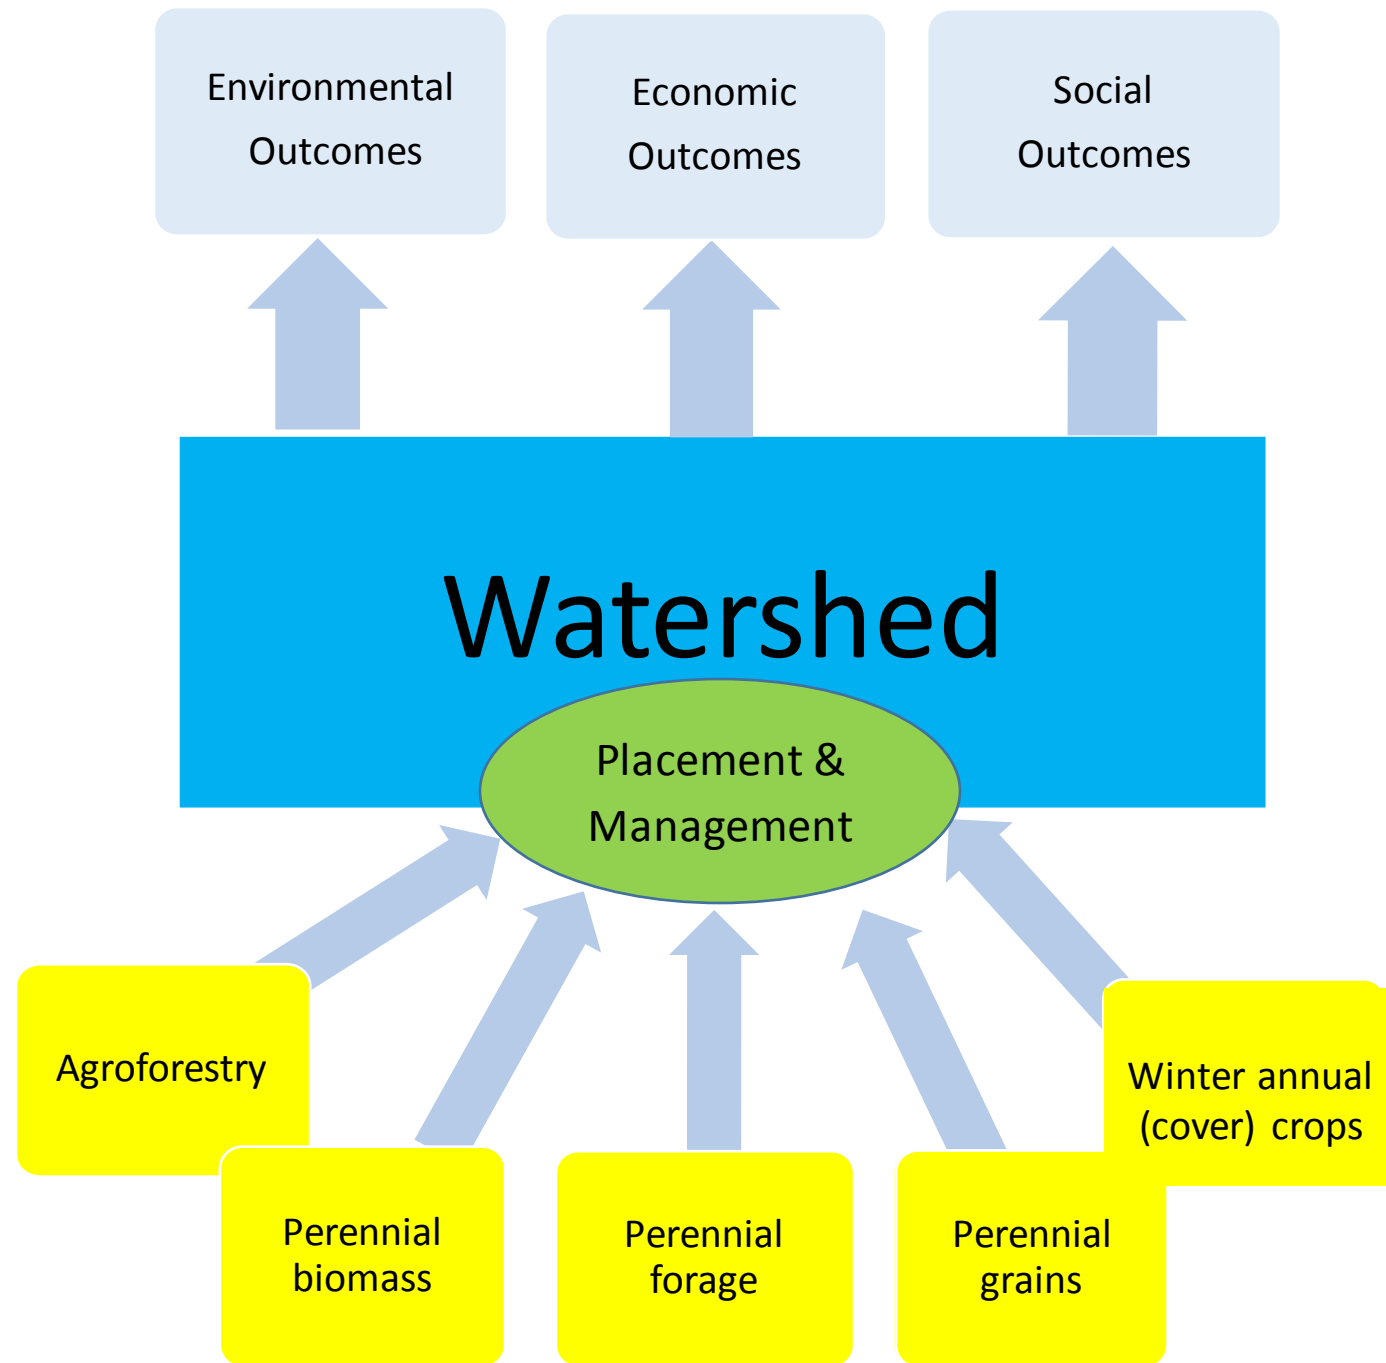 Environmental
Outcomes
Economic
Outcomes
Social
Outcomes
Watershed
Placement &
Management
Agroforestry
Winter annual
(cover) crops
Perennial
biomass
Perennial
forage
Perennial
grains